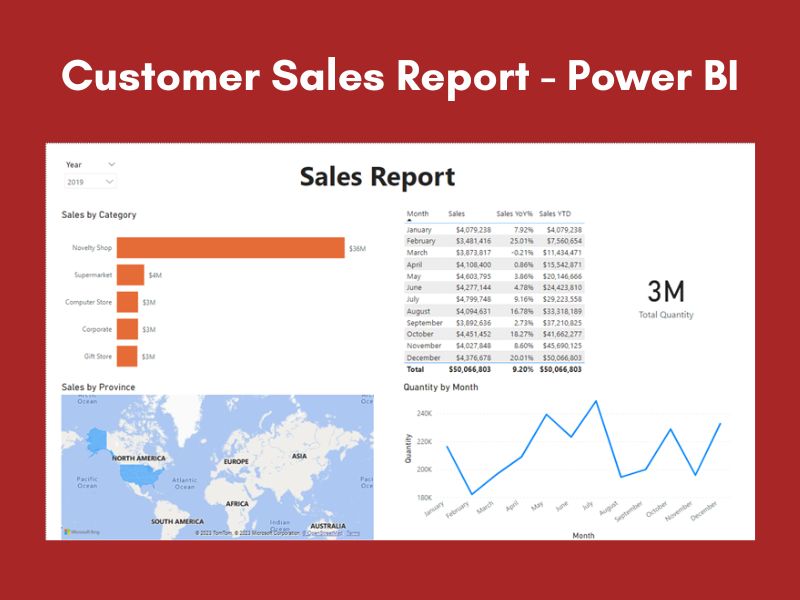 Customer Sales Report - Power BI
Year
2019
Sales Report
Sales by Category
Novelty Shop $36M
Supermarket $4M
Computer Store $3M
Corporate $3M
Gift Store $3M
Month Sales Sales YoY% Sales YTD
January $4,079,238 7.92% $4,079,238
February $3,481,416 25.01% $7,560,654
March $3,873,817 -0.21% $11,434,471
April $4,108,400 0.86% $15,542,871
May $4,603,795 3.86% $20,146,666
June $4,277,144 4.78% $24,423,810
July $4,799,748 9.16% $29,223,558
August $4,094,631 16.78% $33,318,189
September $3,892,636 2.73% $37,210,825
October $4,451,452 18.27% $41,662,277
November $4,027,848 8.60% $45,690,125
December $4,376,678 20.01% $50,066,803
Total $50,066,803 9.20% $50,066,803
3M
Total Quantity
Sales by Province
Ocean
Ocean
NORTH AMERICA
EUROPE
ASIA
Pacific
Ocean
Atlantic
Ocean
AFRICA
SOUTH AMERICA
Indian
Ocean
AUSTRALIA
Microsoft Bing
© 2023 TomTom, © 2023 Microsoft Corporation, © OpenStreetMap Terms
Quantity by Month
Quantity
240K
220K
200K
180K
January
February
March
April
May
June
July
August
September
October
November
December
Month